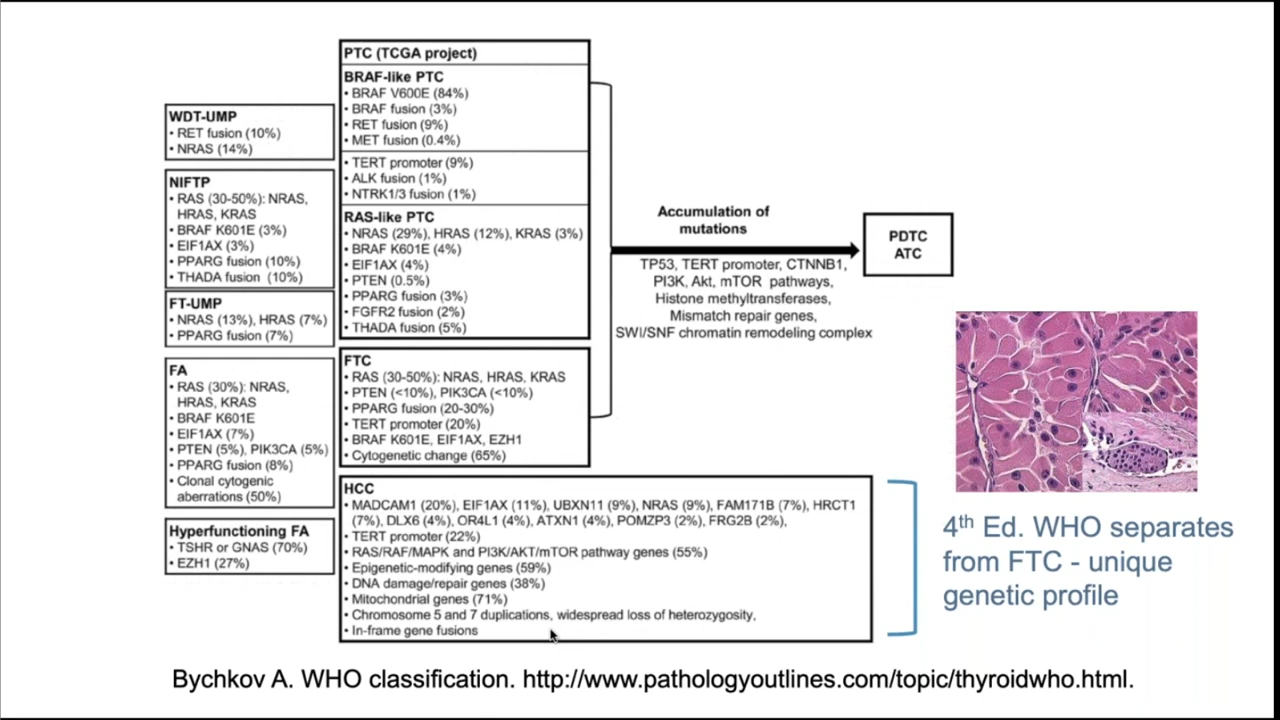 PTC (TCGA project)
BRAF-like PTC
• BRAF V600E (84%)
• BRAF fusion (3%)
• RET fusion (9%)
• MET fusion (0.4%)
• TERT promoter (9%)
• ALK fusion (1%)
• NTRK1/3 fusion (1%)
RAS-like PTC
• NRAS (29%), HRAS (12%), KRAS (3%)
• BRAF K601E (4%)
• EIF1AX (4%)
• PTEN (0.5%)
• PPARG fusion (3%)
• FGFR2 fusion (2%)
• THADA fusion (5%)
WDT-UMP
• RET fusion (10%)
• NRAS (14%)
NIFTP
• RAS (30-50%): NRAS,
HRAS, KRAS
• BRAF K601E (3%)
• EIF1AX (3%)
• PPARG fusion (10%)
• THADA fusion (10%)
FT-UMP
• NRAS (13%), HRAS (7%)
• PPARG fusion (7%)
FA
• RAS (30%): NRAS,
HRAS, KRAS
• BRAF K601E
• EIF1AX (7%)
• PTEN (5%), PIK3CA (5%)
• PPARG fusion (8%)
• Clonal cytogenic
aberrations (50%)
Hyperfunctioning FA
• TSHR or GNAS (70%)
• EZH1 (27%)
FTC
• RAS (30-50%): NRAS, HRAS, KRAS
• PTEN (<10%), PIK3CA (<10%)
• PPARG fusion (20-30%)
• TERT promoter (20%)
• BRAF K601E, EIF1AX, EZH1
• Cytogenetic change (65%)
HCC
• MADCAM1 (20%), EIF1AX (11%), UBXN11 (9%), NRAS (9%), FAM171B (7%), HRCT1
(7%), DLX6 (4%), OR4L1 (4%), ATXN1 (4%), POMZP3 (2%), FRG2B (2%),
• TERT promoter (22%)
• RAS/RAF/MAPK and PI3K/AKT/mTOR pathway genes (55%)
• Epigenetic-modifying genes (59%)
• DNA damage/repair genes (38%)
• Mitochondrial genes (71%)
• Chromosome 5 and 7 duplications, widespread loss of heterozygosity,
• In-frame gene fusions
Accumulation of
mutations
TP53, TERT promoter, CTNNB1,
PI3K, Akt, mTOR pathways,
Histone methyltransferases,
Mismatch repair genes,
SWI/SNF chromatin remodeling complex
PDTC
ATC
4th Ed. WHO separates
from FTC - unique
genetic profile
Bychkov A. WHO classification. http://www.pathologyoutlines.com/topic/thyroidwho.html.